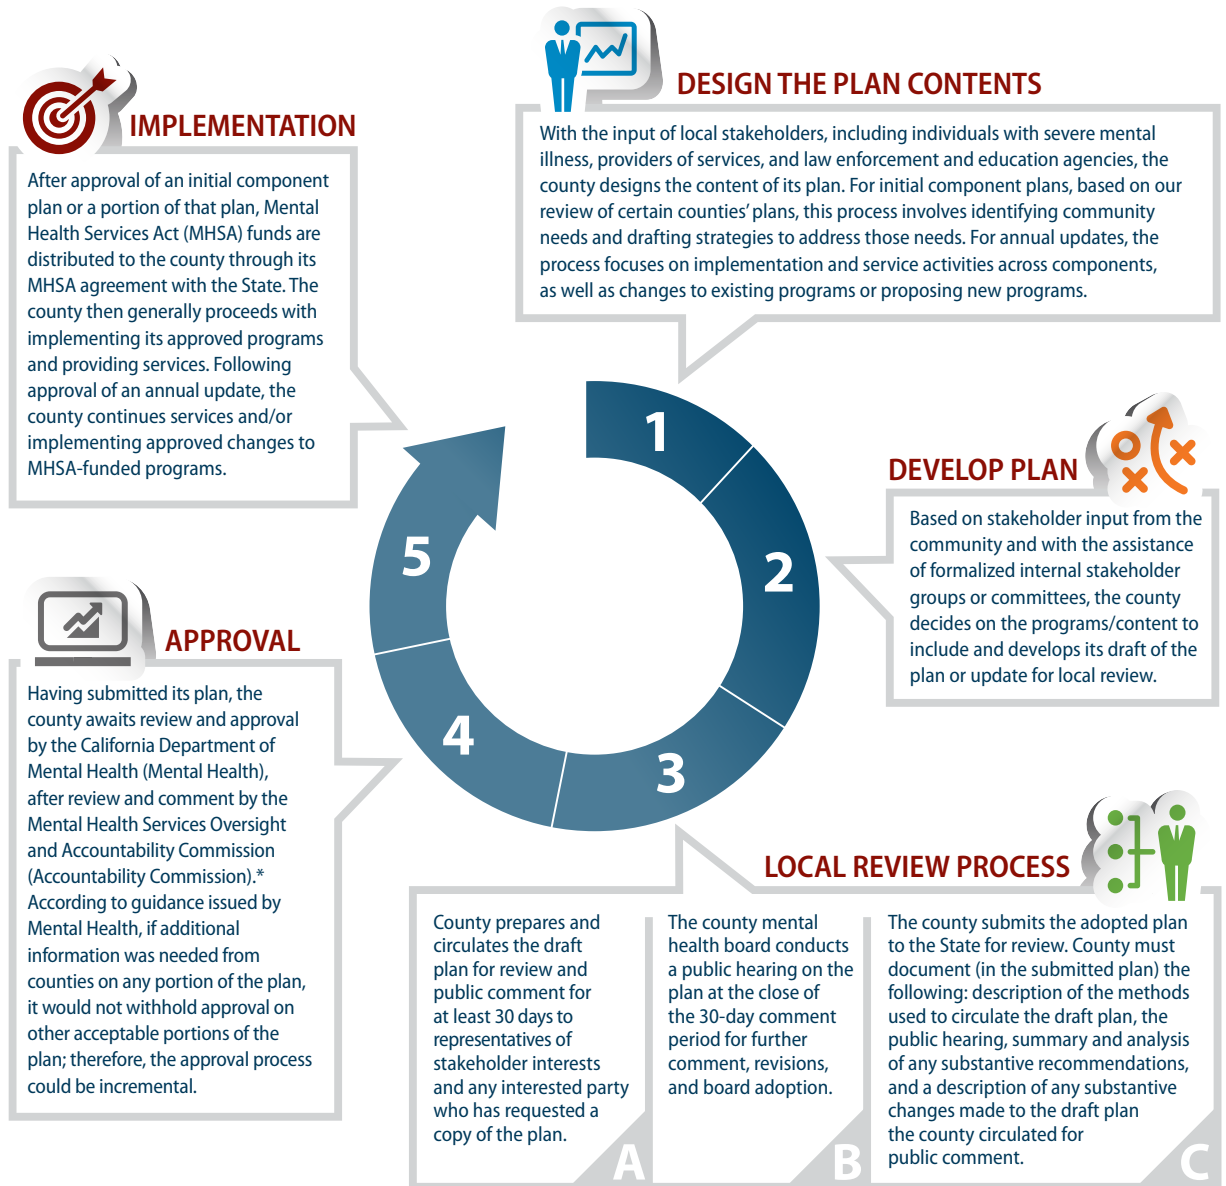 DESIGN THE PLAN CONTENTS
With the input of local stakeholders, including individuals with severe mental
illness, providers of services, and law enforcement and education agencies, the
county designs the content of its plan. For initial component plans, based on our
review of certain counties’ plans, this process involves identifying community
needs and drafting strategies to address those needs. For annual updates, the
process focuses on implementation and service activities across components,
as well as changes to existing programs or proposing new programs.
1
DEVELOP PLAN
Based on stakeholder input from the
community and with the assistance
of formalized internal stakeholder
groups or committees, the county
decides on the programs/content to
include and develops its draft of the
plan or update for local review.
2
LOCAL REVIEW PROCESS
3
County prepares and
circulates the draft
plan for review and
public comment for
at least 30 days to
representatives of
stakeholder interests
and any interested party
who has requested a
copy of the plan.
A
The county mental
health board conducts
a public hearing on the
plan at the close of
the 30-day comment
period for further
comment, revisions,
and board adoption.
B
The county submits the adopted plan
to the State for review. County must
document (in the submitted plan) the
following: description of the methods
used to circulate the draft plan, the
public hearing, summary and analysis
of any substantive recommendations,
and a description of any substantive
changes made to the draft plan
the county circulated for
public comment.
C
APPROVAL
Having submitted its plan, the
county awaits review and approval
by the California Department of
Mental Health (Mental Health),
after review and comment by the
Mental Health Services Oversight
and Accountability Commission
(Accountability Commission).*
According to guidance issued by
Mental Health, if additional
information was needed from
counties on any portion of the plan,
it would not withhold approval on
other acceptable portions of the
plan; therefore, the approval process
could be incremental.
4
IMPLEMENTATION
After approval of an initial component
plan or a portion of that plan, Mental
Health Services Act (MHSA) funds are
distributed to the county through its
MHSA agreement with the State. The
county then generally proceeds with
implementing its approved programs
and providing services. Following
approval of an annual update, the
county continues services and/or
implementing approved changes to
MHSA-funded programs.
5